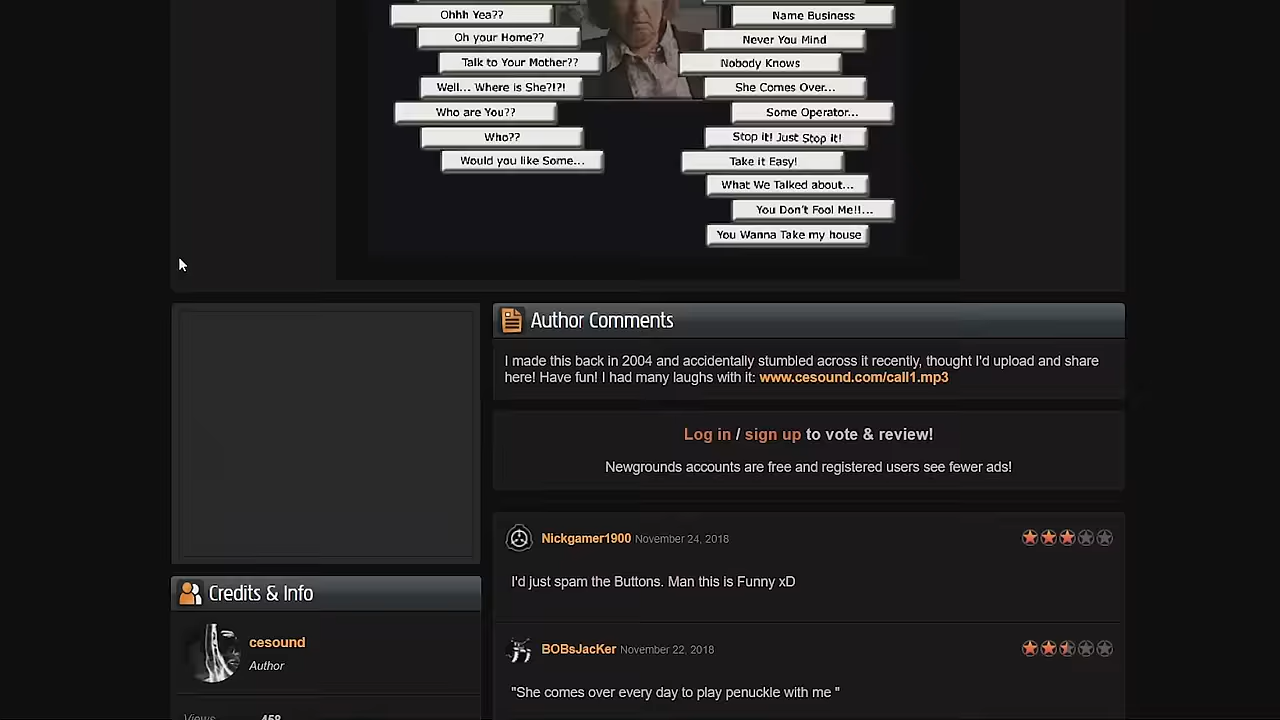 Ohhh Yea??
Name Business
Oh your Home??
Never You Mind
Talk to Your Mother??
Nobody Knows
Well... Where is She?!?!
She Comes Over...
Who are You??
Some Operator...
Who??
Stop it! Just Stop it!
Would you like Some...
Take it Easy!
What We Talked about...
You Don't Fool Me!!...
You Wanna Take my house
Author Comments
I made this back in 2004 and accidentally stumbled across it recently, thought I'd upload and share
here! Have fun! I had many laughs with it: www.cesound.com/call1.mp3
Log in / sign up to vote & review!
Newgrounds accounts are free and registered users see fewer ads!
Nickgamer1900 November 24, 2018
I'd just spam the Buttons. Man this is Funny xD
Credits & Info
cesound
Author
BOBsJacKer November 22, 2018
"She comes over every day to play penuckle with me "
Views 458